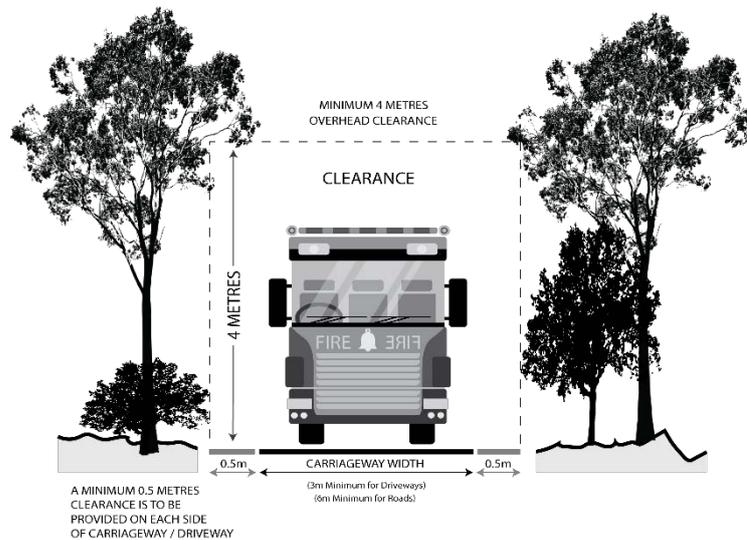 MINIMUM 4 METRES
OVERHEAD CLEARANCE
CLEARANCE
4 METRES
FIRE FIRE
0.5m
CARRIAGEWAY WIDTH
0.5m
(3m Minimum for Driveways)
(6m Minimum for Roads)
A MINIMUM 0.5 METRES
CLEARANCE IS TO BE
PROVIDED ON EACH SIDE
OF CARRIAGEWAY / DRIVEWAY